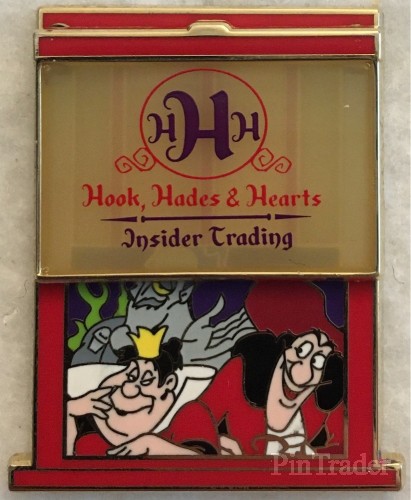 HHH
Hook, Hades & Hearts
Insider Trading
PinTrader